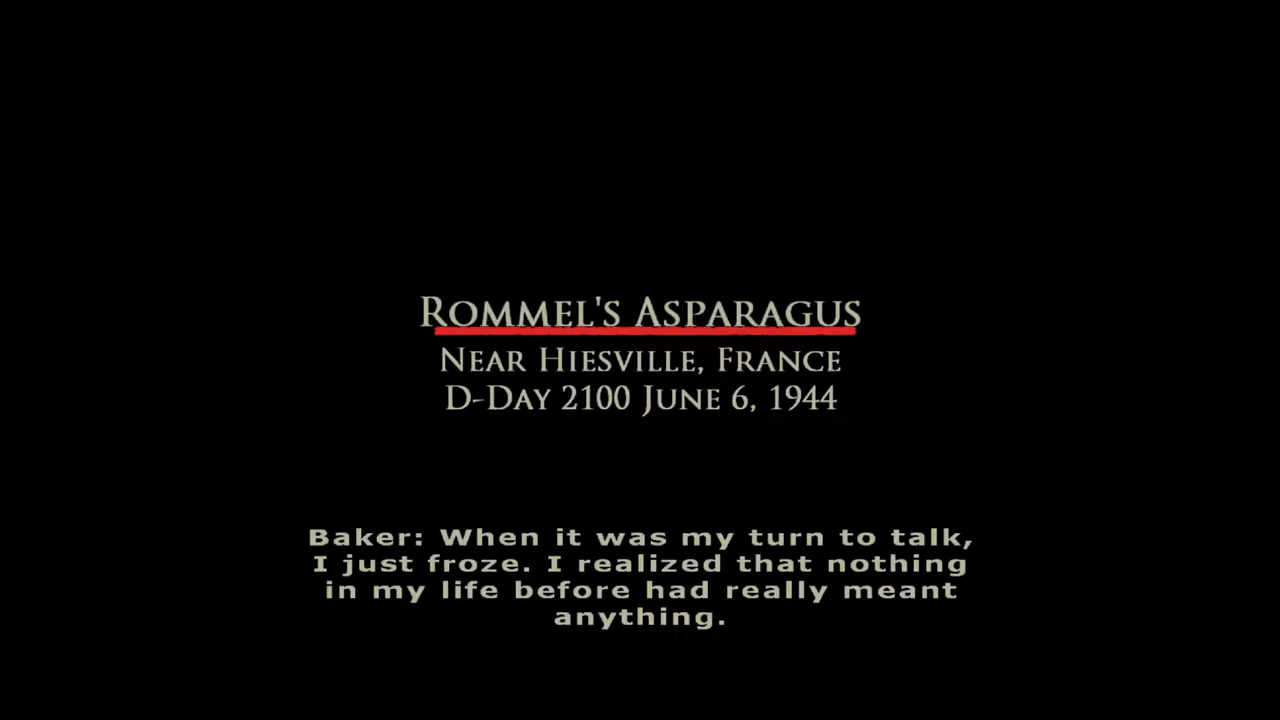 Rommel's Asparagus
Near Hiesville, France
D-Day 2100 June 6, 1944
Baker: When it was my turn to talk,
I just froze. I realized that nothing
in my life before had really meant
anything.